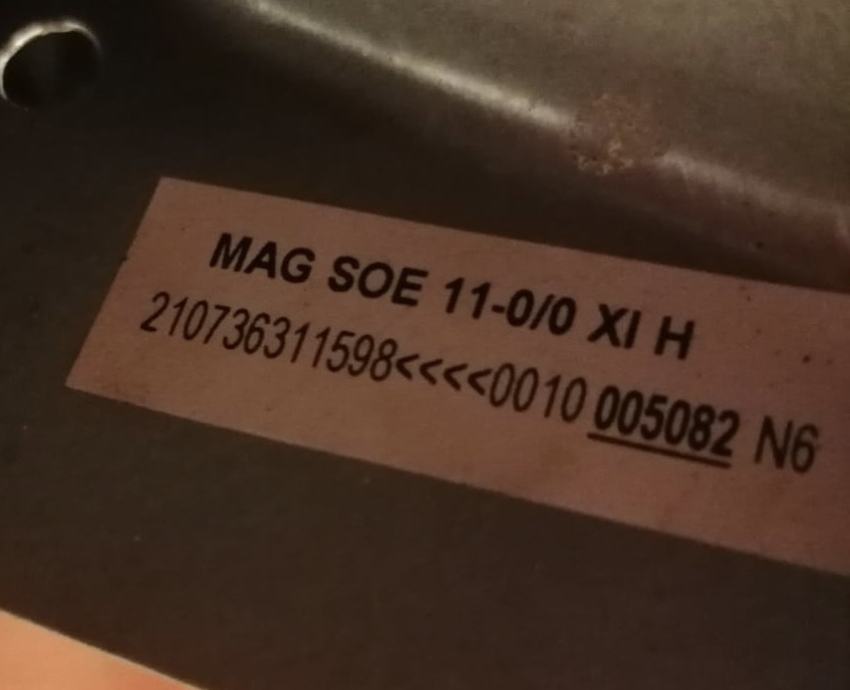 MAG SOE 11-0/0 XI H
210736311598<<<<0010 005082 N6